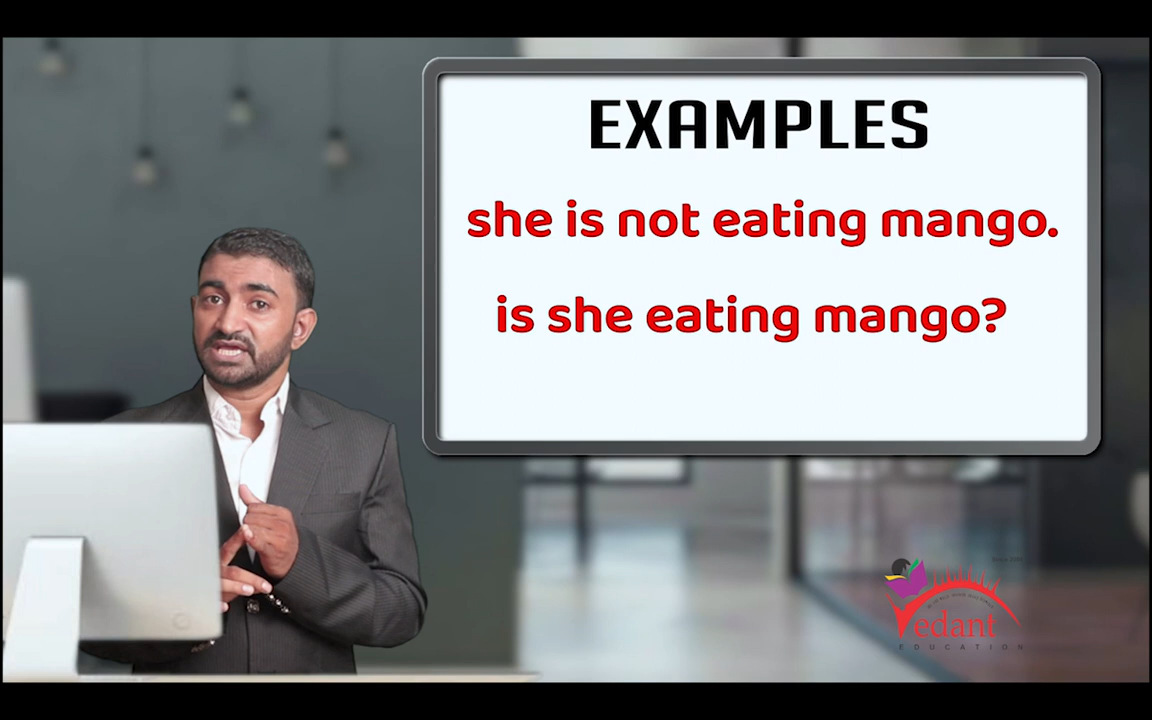 EXAMPLES
she is not eating mango.
is she eating mango?
Vedant
EDUCATION